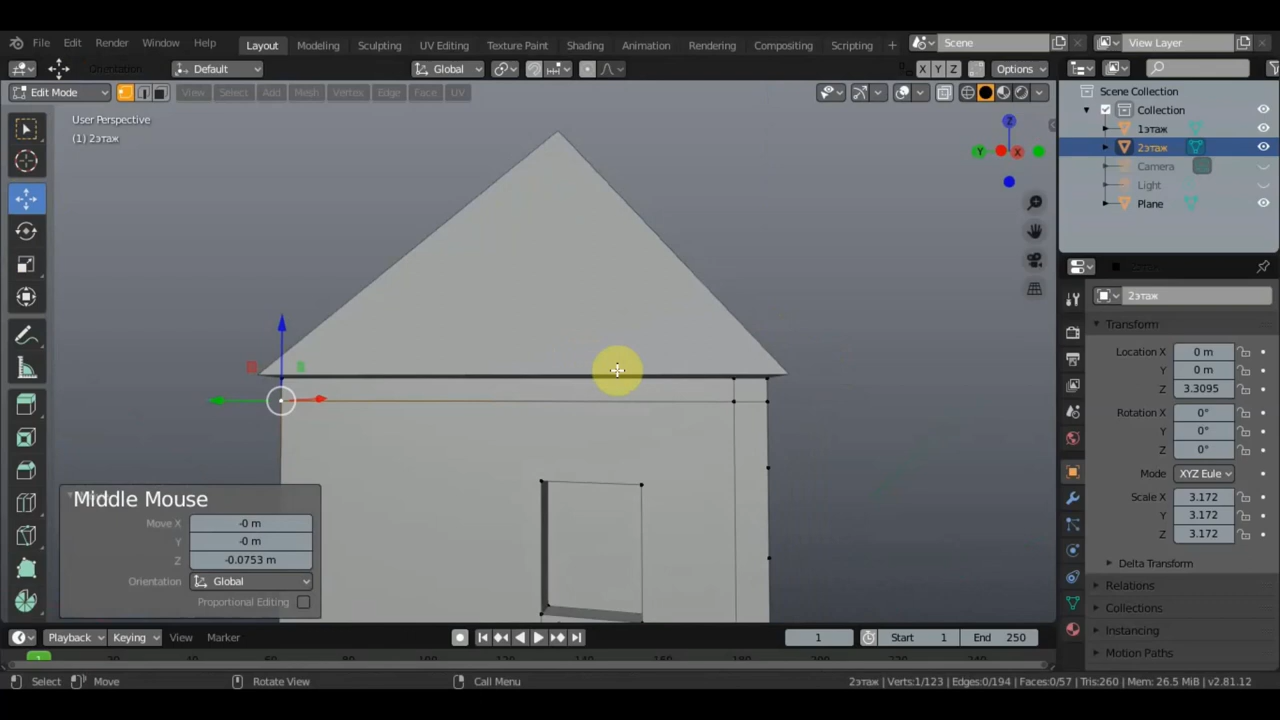 File Edit Render Window Help Layout Modeling Sculpting UV Editing Texture Paint Shading Animation Rendering Compositing Scripting + Scene View Layer
Orientation Default Global X Y Z Options
Edit Mode View Select Add Mesh Vertex Edge Face UV
User Perspective
(1) 2этаж
Z
Y X
Scene Collection
Collection
1этаж
2этаж
Camera
Light
Plane
2этаж
2этаж
Transform
Location X 0 m
Y 0 m
Z 3.3095
Rotation X 0°
Y 0°
Z 0°
Mode XYZ Eule
Scale X 3.172
Y 3.172
Z 3.172
Delta Transform
Relations
Collections
Instancing
Motion Paths
Middle Mouse
Move X -0 m
Y -0 m
Z -0.0753 m
Orientation Global
Proportional Editing
Playback Keying View Marker 1 Start 1 End 250
Select Move Rotate View Call Menu 2этаж | Verts:1/123 | Edges:0/194 | Faces:0/57 | Tris:260 | Mem: 26.5 MiB | v2.81.12